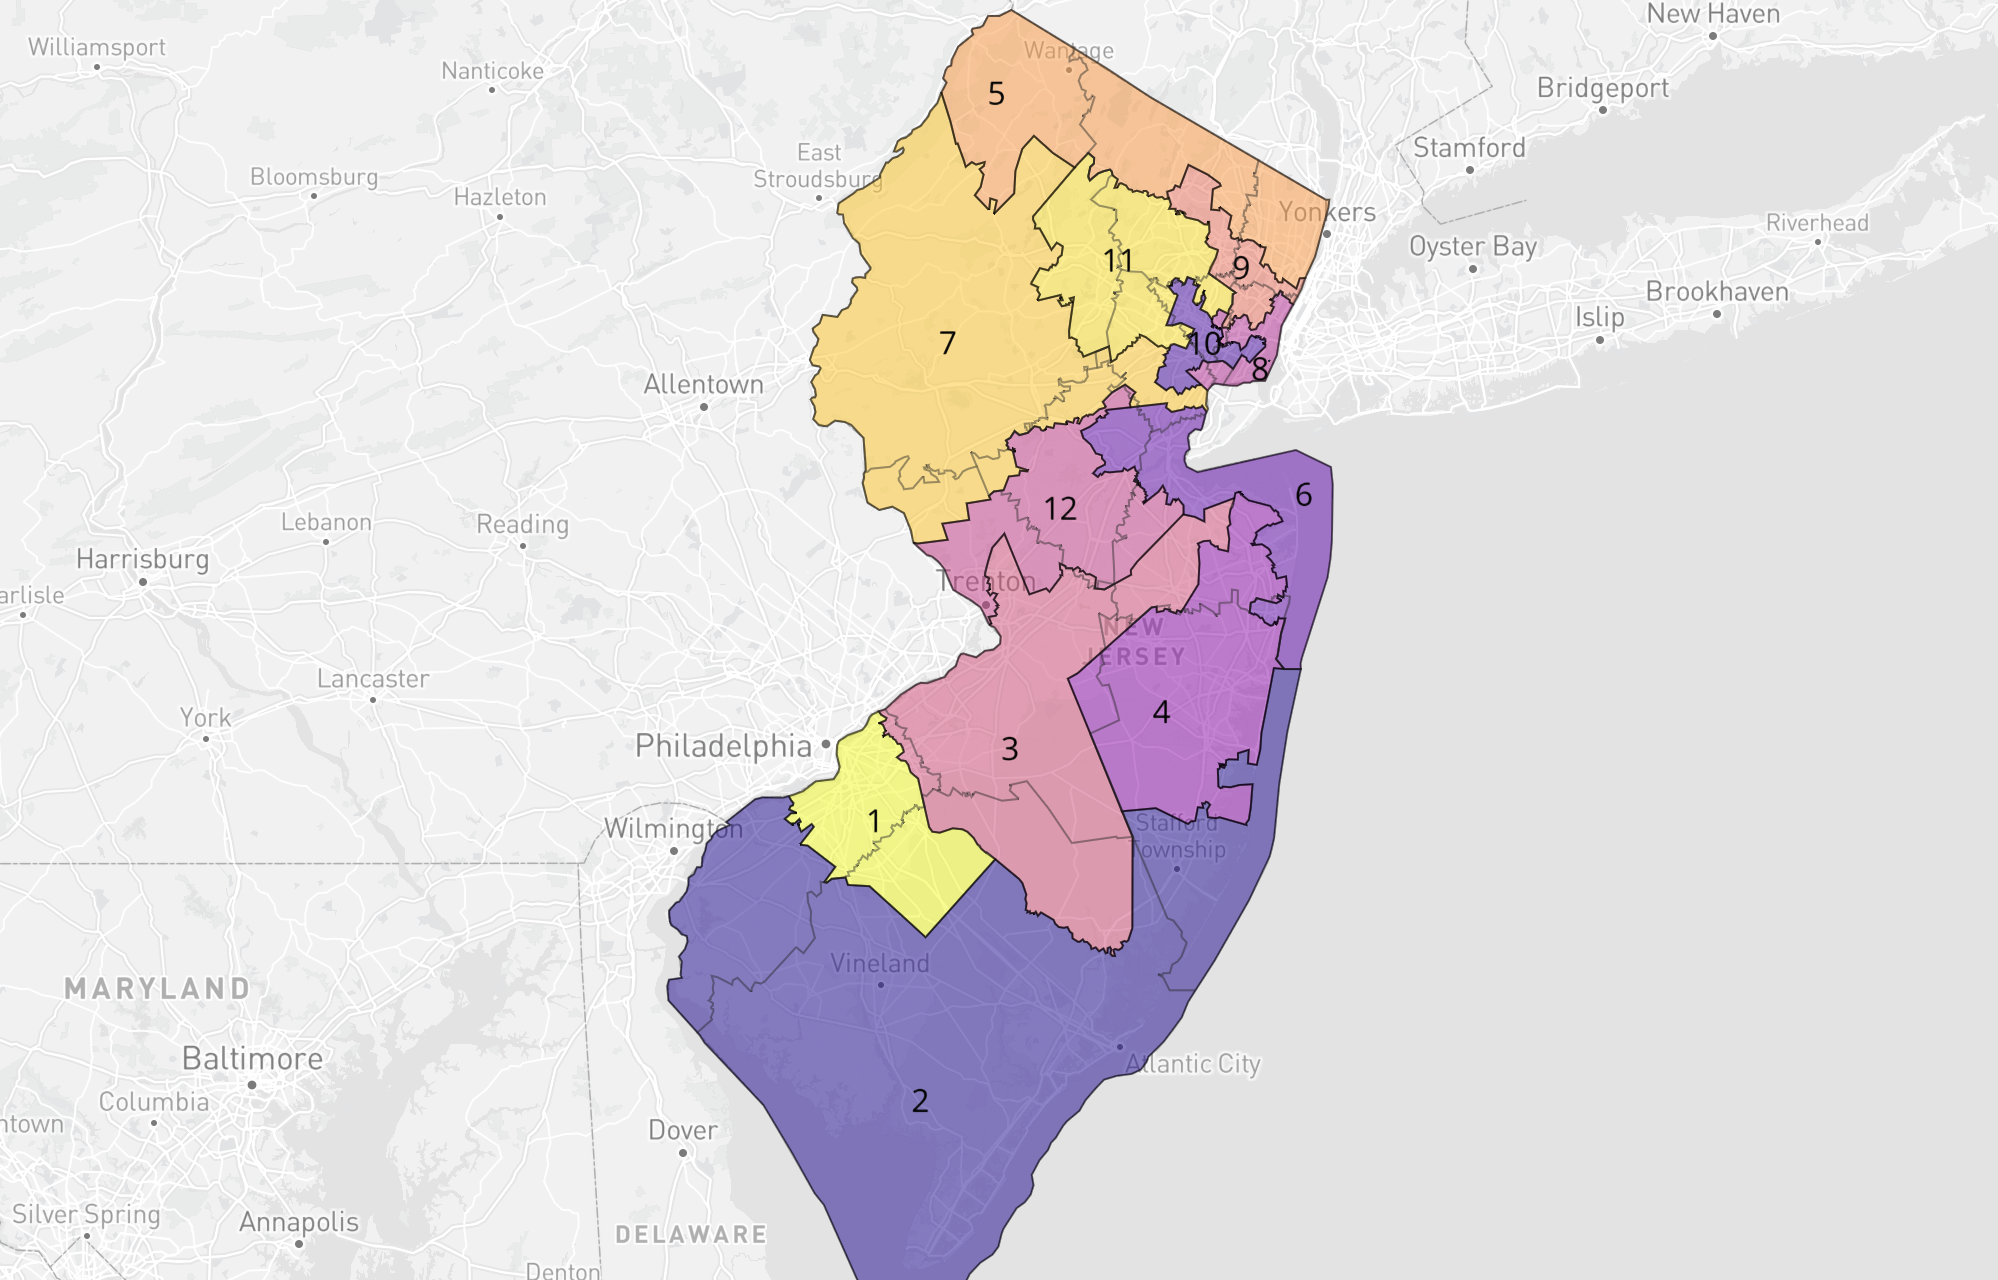 New Haven
Williamsport
Wantage
Nanticoke
Bridgeport
5
Stamford
East
Stroudsburg
Bloomsburg
Hazleton
Yonkers
Riverhead
Oyster Bay
11
9
Brookhaven
Islip
7
10
8
Allentown
6
12
Lebanon
Reading
Harrisburg
Trenton
arlisle
NEW
JERSEY
Lancaster
4
York
Philadelphia
3
1
Wilmington
Stafford
Township
Vineland
MARYLAND
Baltimore
Atlantic City
2
Columbia
ntown
Dover
Silver Spring
Annapolis
DELAWARE
Denton